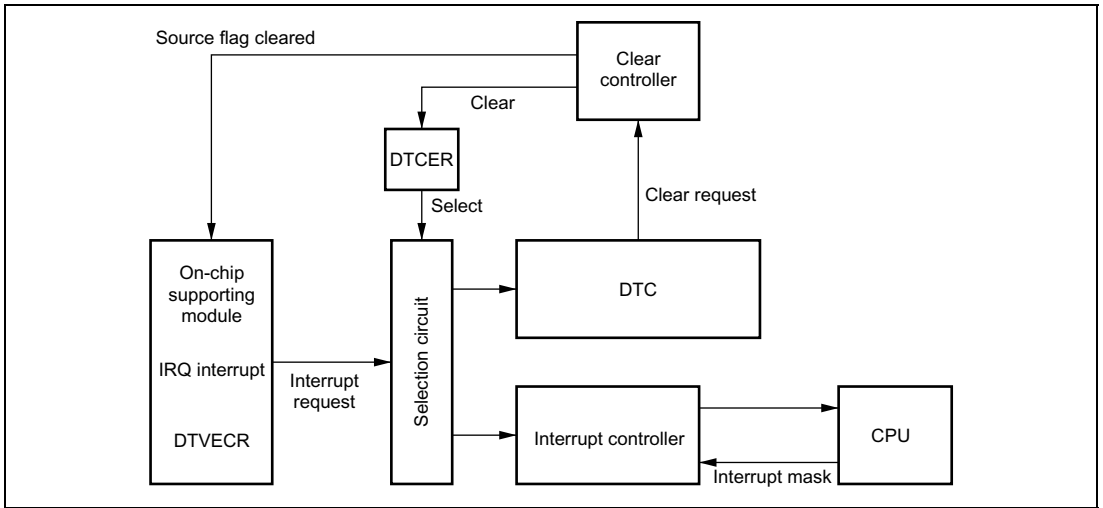 Source flag cleared
Clear
controller
Clear
DTCER
Clear request
Select
On-chip
supporting
module
Selection circuit
DTC
IRQ interrupt
Interrupt
request
DTVECR
Interrupt controller
CPU
Interrupt mask